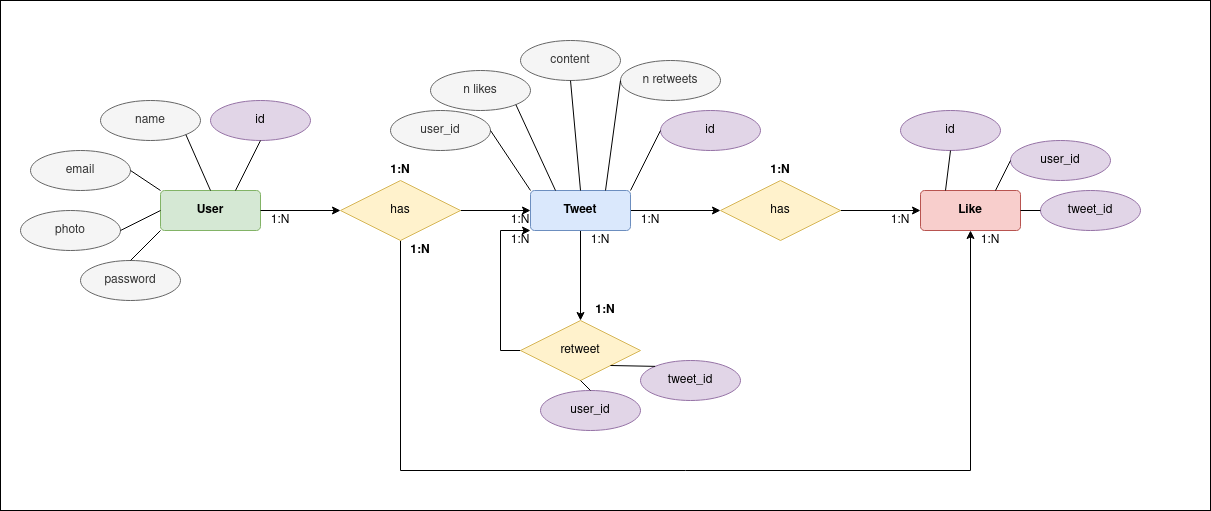 content
n retweets
n likes
name
id
user_id
id
id
email
1:N
1:N
user_id
User
has
Tweet
has
Like
tweet_id
1:N
1:N
1:N
1:N
photo
1:N
1:N
1:N
1:N
password
1:N
retweet
tweet_id
user_id